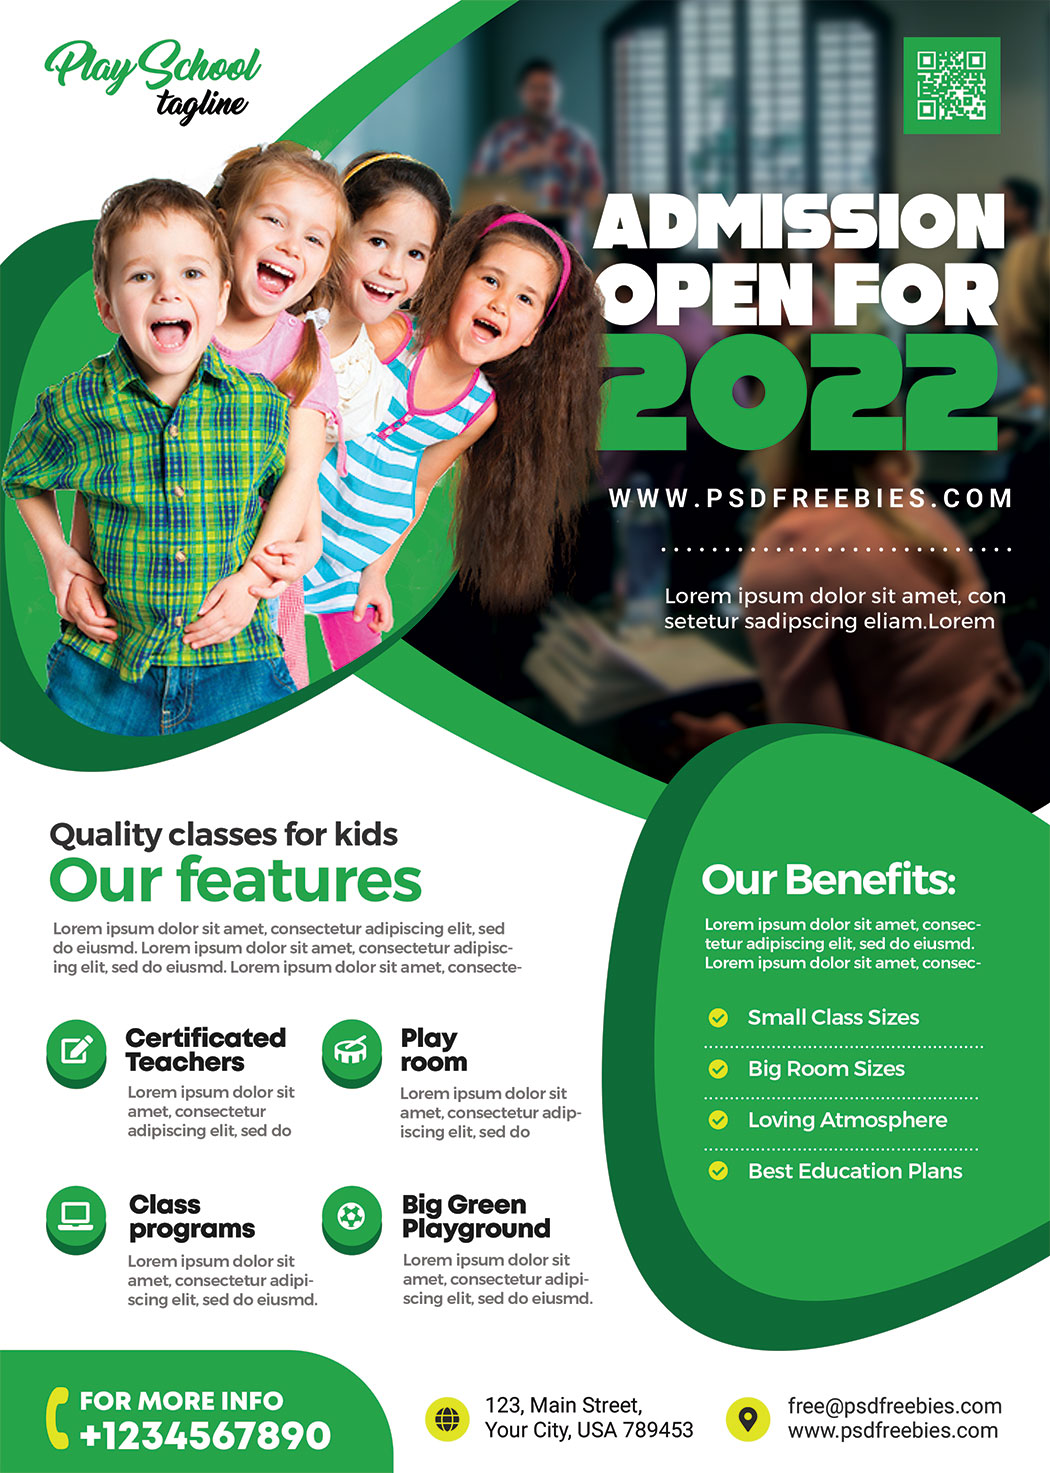 Play School
tagline
ADMISSION
OPEN FOR
2022
WWW.PSDFREEBIES.COM
Lorem ipsum dolor sit amet, con
setetur sadipscing eliam.Lorem
Quality classes for kids
Our features
Lorem ipsum dolor sit amet, consectetur adipiscing elit, sed
do eiusmd. Lorem ipsum dolor sit amet, consectetur adipisc-
ing elit, sed do eiusmd. Lorem ipsum dolor sit amet, consecte-
Certificated
Teachers
Lorem ipsum dolor sit
amet, consectetur
adipiscing elit, sed do
Play
room
Lorem ipsum dolor sit
amet, consectetur adip-
iscing elit, sed do
Class
programs
Lorem ipsum dolor sit
amet, consectetur adipi-
scing elit, sed do eiusmd.
Big Green
Playground
Lorem ipsum dolor sit
amet, consectetur adipi-
scing elit, sed do eiusmd.
Our Benefits:
Lorem ipsum dolor sit amet, consec-
tetur adipiscing elit, sed do eiusmd.
Lorem ipsum dolor sit amet, consec-
Small Class Sizes
Big Room Sizes
Loving Atmosphere
Best Education Plans
FOR MORE INFO
+1234567890
123, Main Street,
Your City, USA 789453
free@psdfreebies.com
www.psdfreebies.com